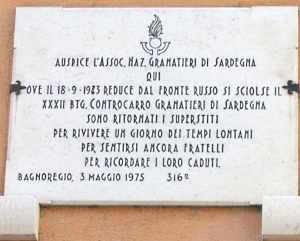 AUSPICE L'ASSOC. NAZ. GRANATIERI DI SARDEGNA
QUI
OVE IL 18-9-1943 REDUCE DAL FRONTE RUSSO SI SCIOLSE IL
XXXII BTG. CONTROCARRO GRANATIERI DI SARDEGNA
SONO RITORNATI I SUPERSTITI
PER RIVIVERE UN GIORNO DEI TEMPI LONTANI
PER SENTIRSI ANCORA FRATELLI
PER RICORDARE I LORO CADUTI.
BAGNOREGIO, 3 MAGGIO 1975 316º